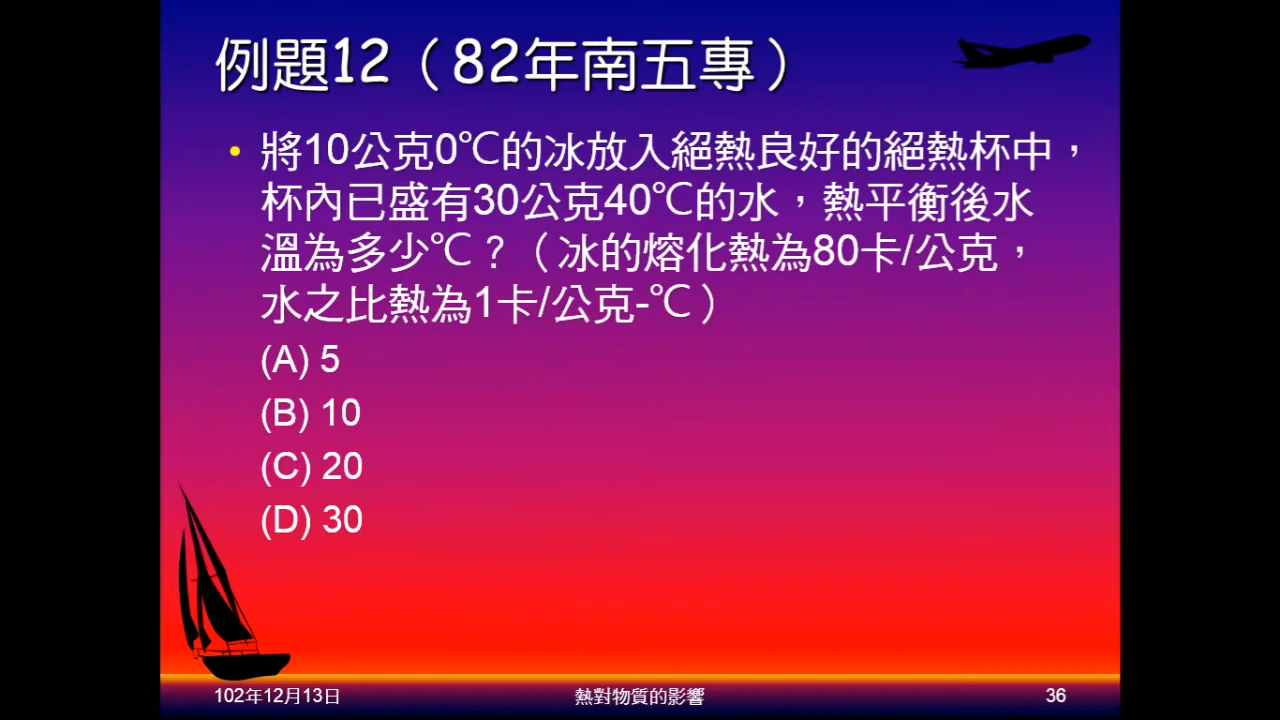 例題12（82年南五專）
• 將10公克0℃的冰放入絕熱良好的絕熱杯中，
杯內已盛有30公克40℃的水，熱平衡後水
溫為多少℃？（冰的熔化熱為80卡/公克，
水之比熱為1卡/公克-℃）
(A) 5
(B) 10
(C) 20
(D) 30
102年12月13日
熱對物質的影響
36